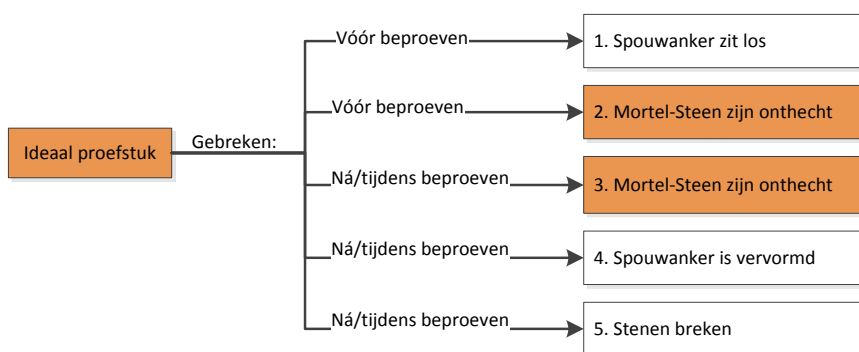 Vóór beproeven
1. Spouwanker zit los
Vóór beproeven
2. Mortel-Steen zijn onthecht
Ideaal proefstuk
Gebreken:
Ná/tijdens beproeven
3. Mortel-Steen zijn onthecht
Ná/tijdens beproeven
4. Spouwanker is vervormd
Ná/tijdens beproeven
5. Stenen breken